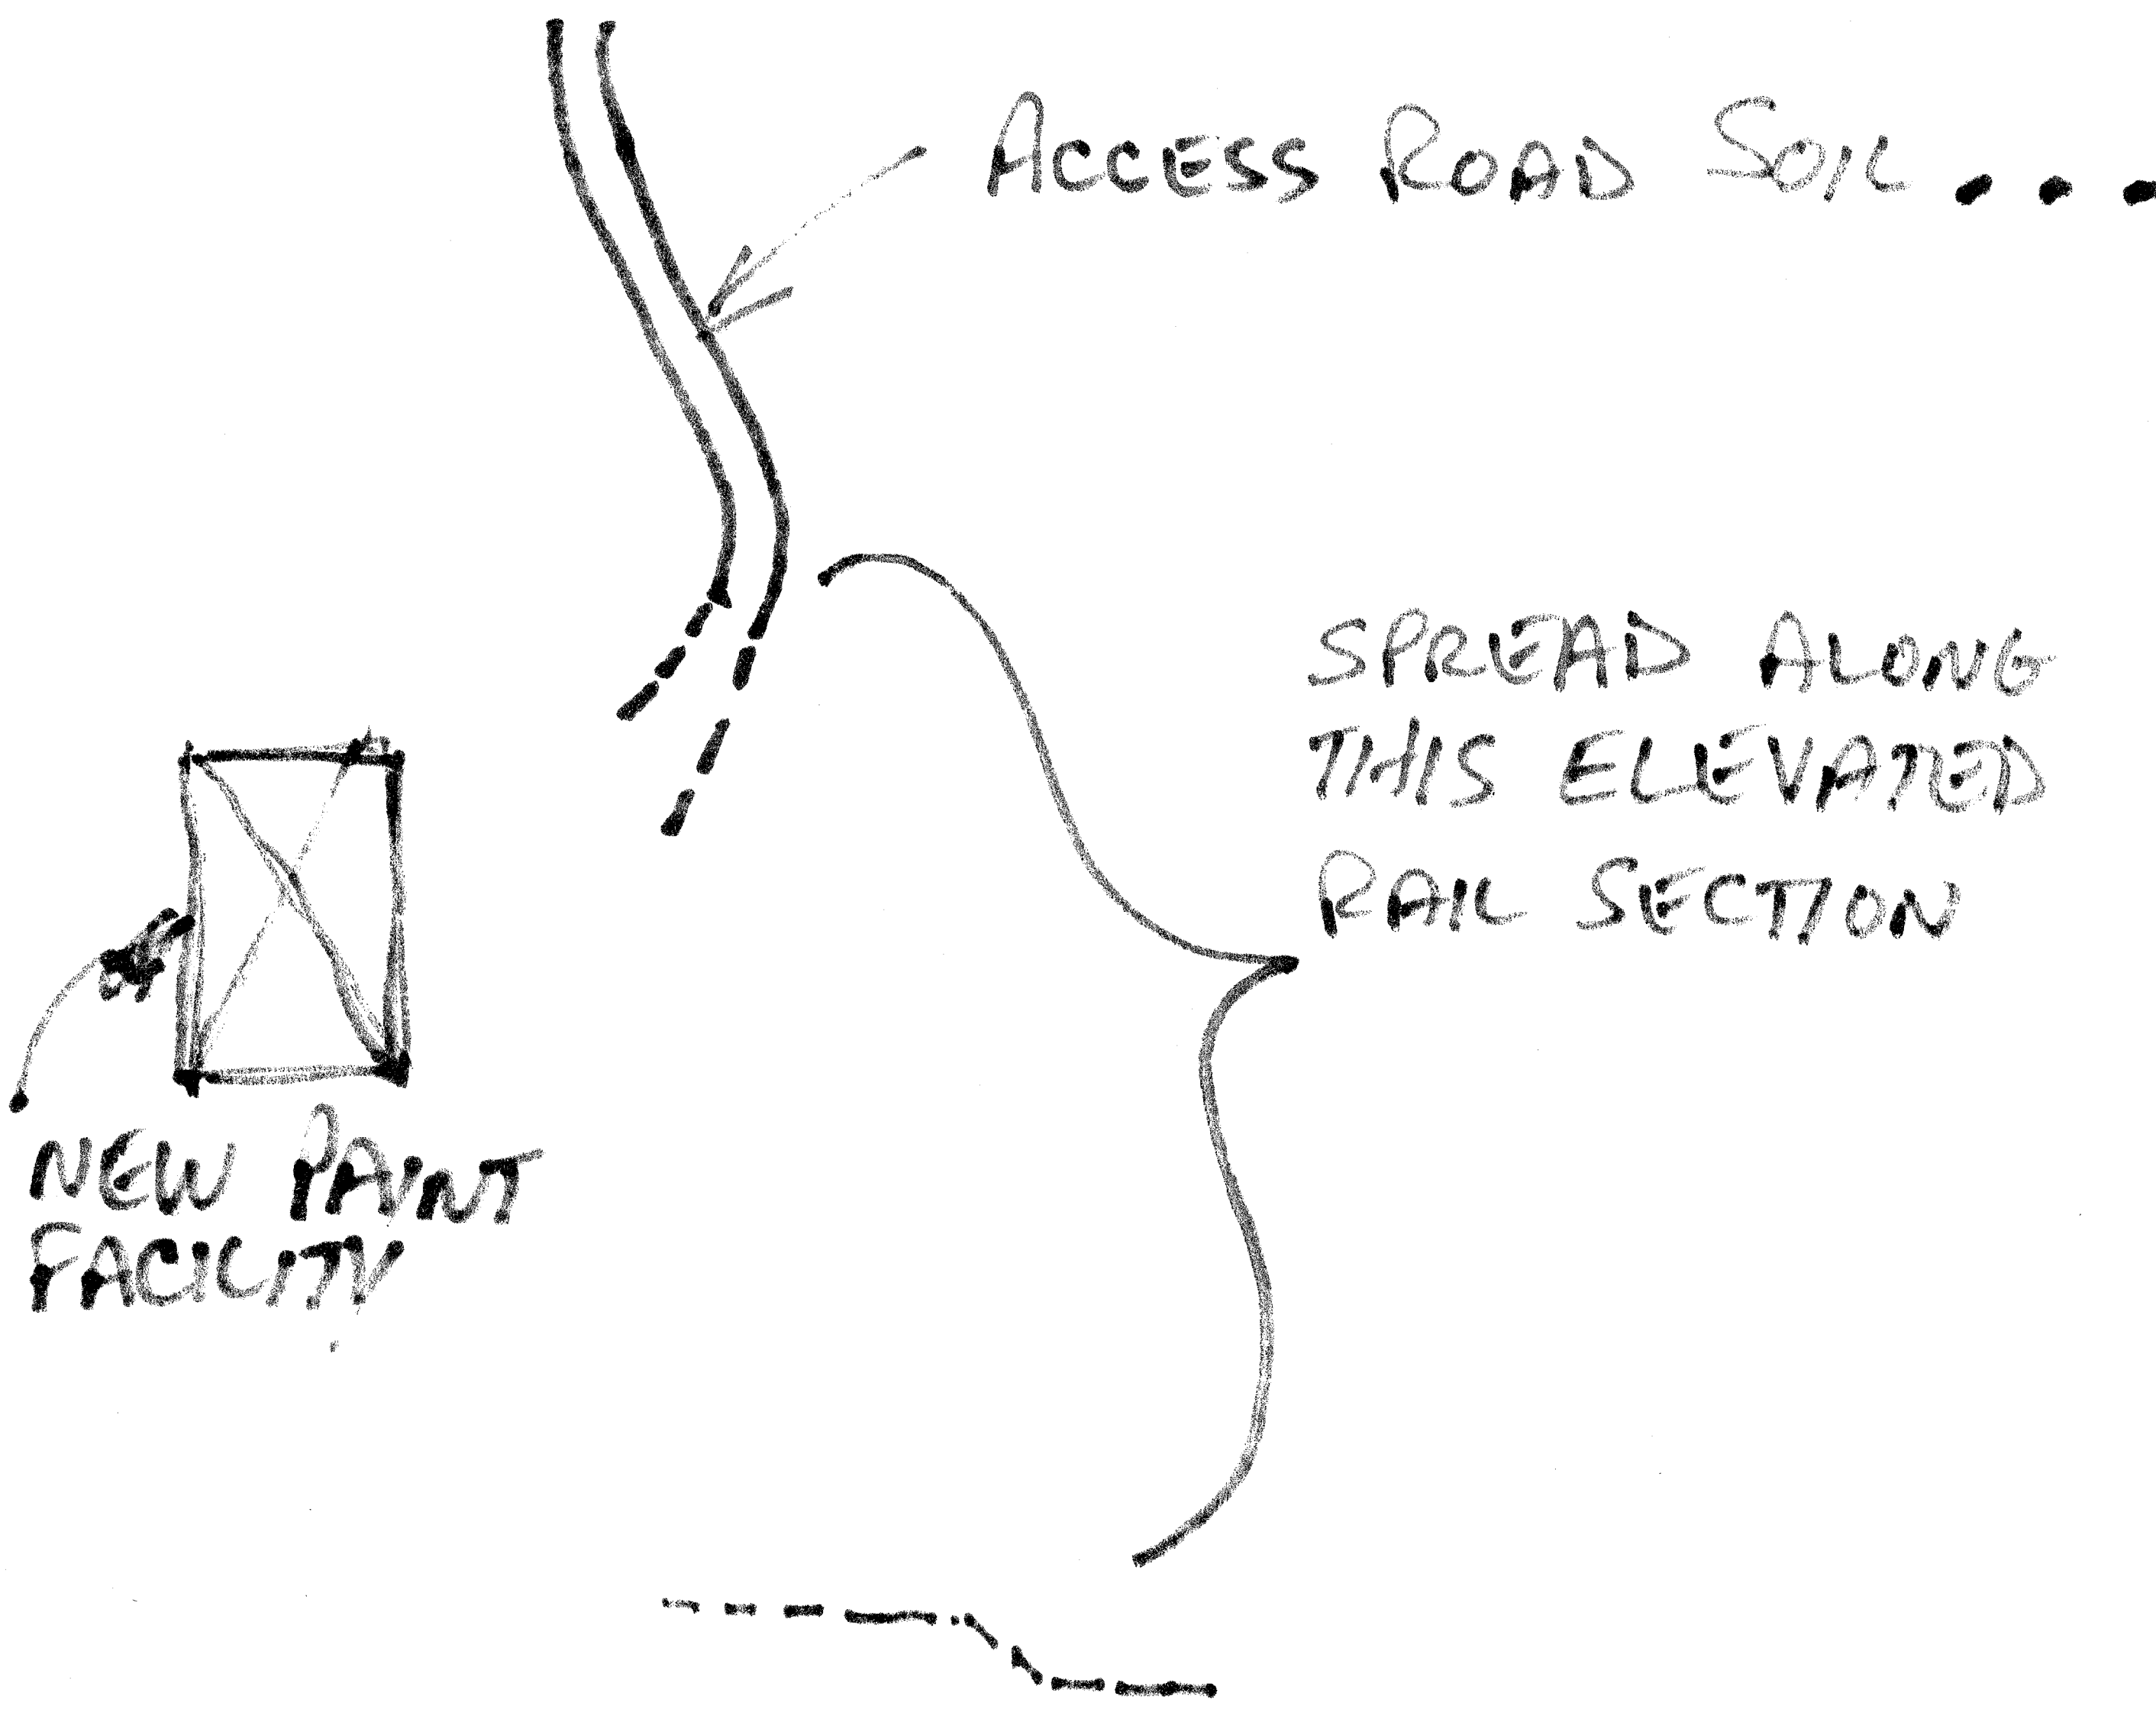 ACCESS ROAD SOIL...
SPREAD ALONG
THIS ELEVATED
RAIL SECTION
NEW PAINT
FACILITY